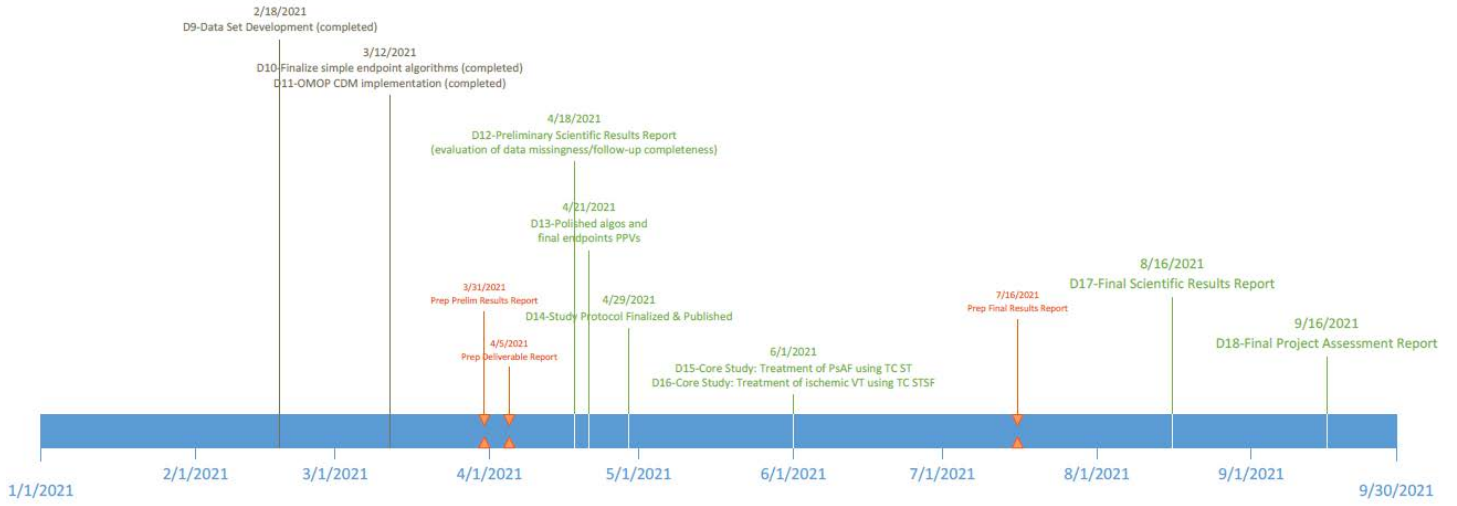 2/18/2021
D9-Data Set Development (completed)
3/12/2021
D10-Finalize simple endpoint algorithms (completed)
D11-OMOP CDM implementation (completed)
4/18/2021
D12-Preliminary Scientific Results Report
(evaluation of data missingness/follow-up completeness)
4/21/2021
D13-Polished algos and
final endpoints PPVs
3/31/2021
Prep Prelim Results Report
4/29/2021
D14-Study Protocol Finalized & Published
4/5/2021
Prep Deliverable Report
6/1/2021
D15-Core Study: Treatment of PsAF using TC ST
D16-Core Study: Treatment of ischemic VT using TC STSF
7/16/2021
Prep Final Results Report
8/16/2021
D17-Final Scientific Results Report
9/16/2021
D18-Final Project Assessment Report
1/1/2021
2/1/2021
3/1/2021
4/1/2021
5/1/2021
6/1/2021
7/1/2021
8/1/2021
9/1/2021
9/30/2021